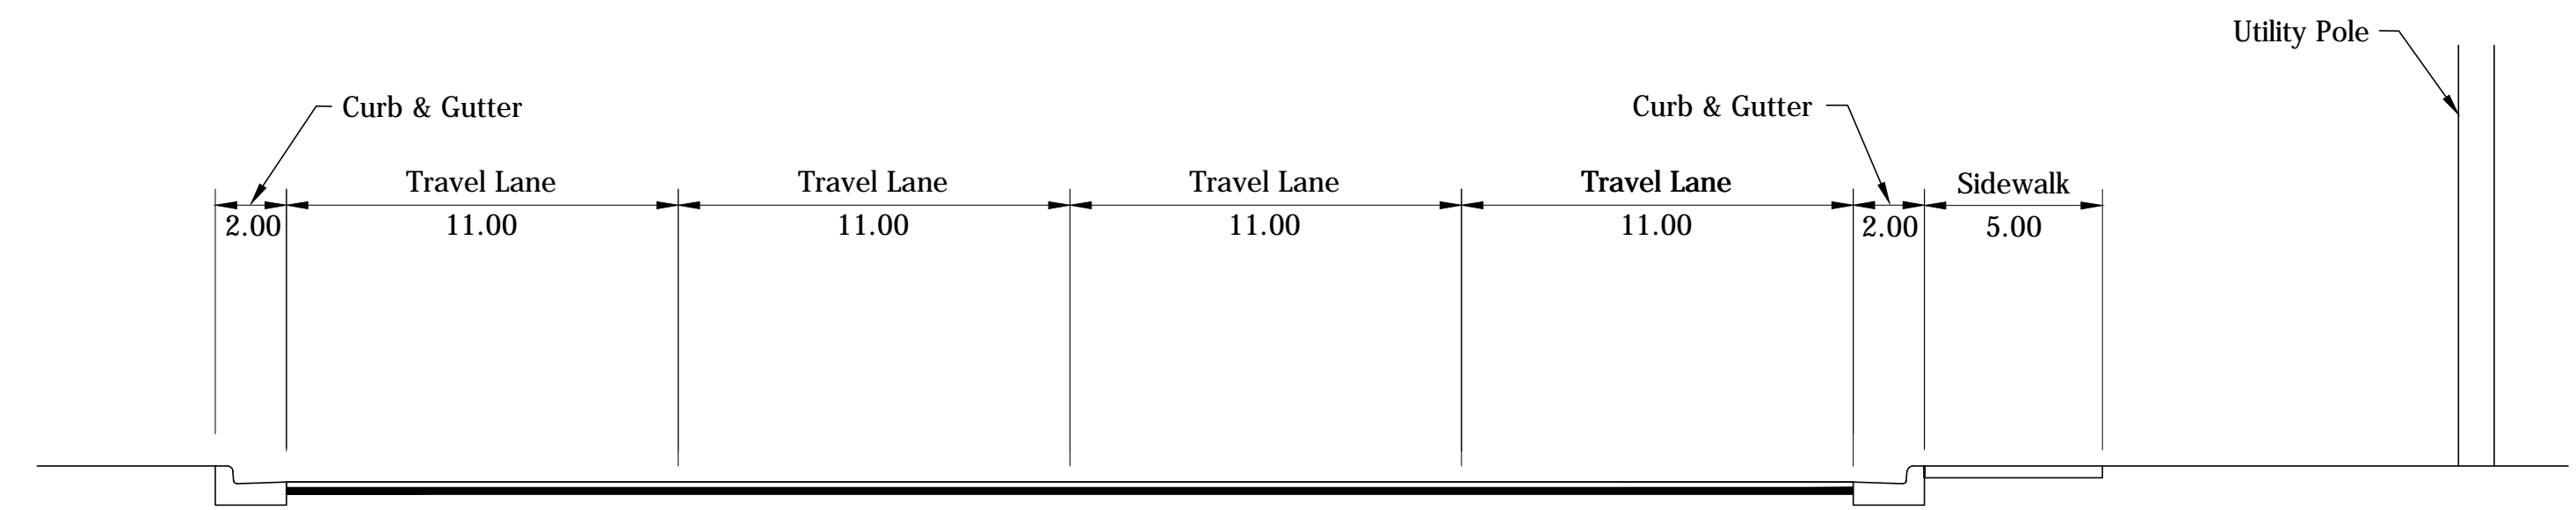 Utility Pole
Curb & Gutter
Curb & Gutter
Travel Lane
Travel Lane
Travel Lane
Travel Lane
Sidewalk
2.00
11.00
11.00
11.00
11.00
2.00
5.00